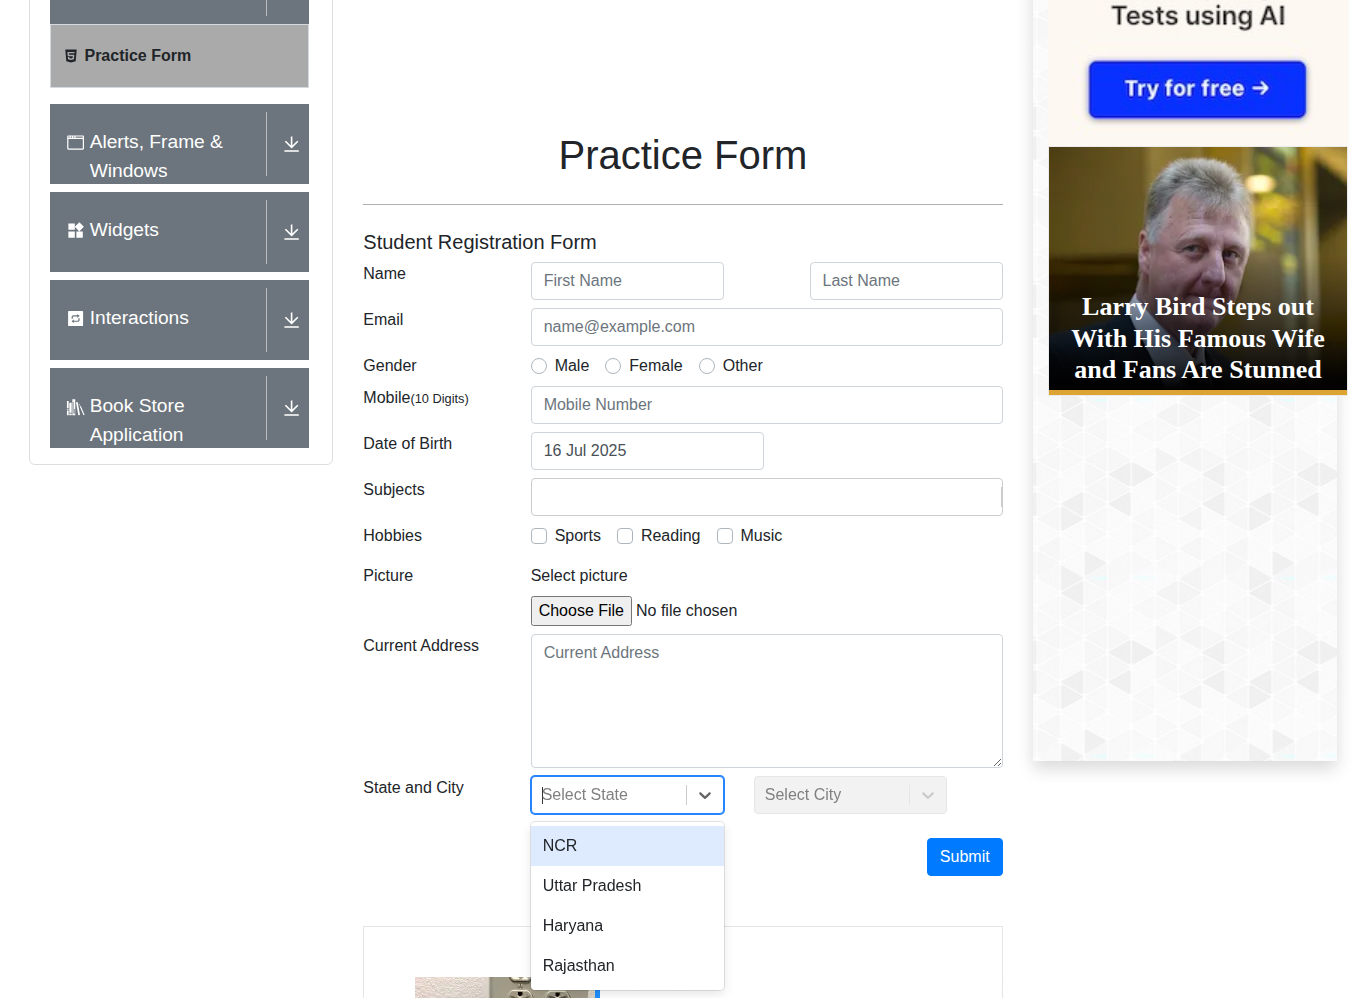 Practice Form
Alerts, Frame &
Windows
Widgets
Interactions
Book Store
Application
Practice Form
Student Registration Form
Name
First Name
Last Name
Email
name@example.com
Gender
Male
Female
Other
Mobile(10 Digits)
Mobile Number
Date of Birth
16 Jul 2025
Subjects
Hobbies
Sports
Reading
Music
Picture
Select picture
Choose File
No file chosen
Current Address
Current Address
State and City
Select State
Select City
NCR
Uttar Pradesh
Haryana
Rajasthan
Submit
Tests using AI
Try for free →
Larry Bird Steps out
With His Famous Wife
and Fans Are Stunned